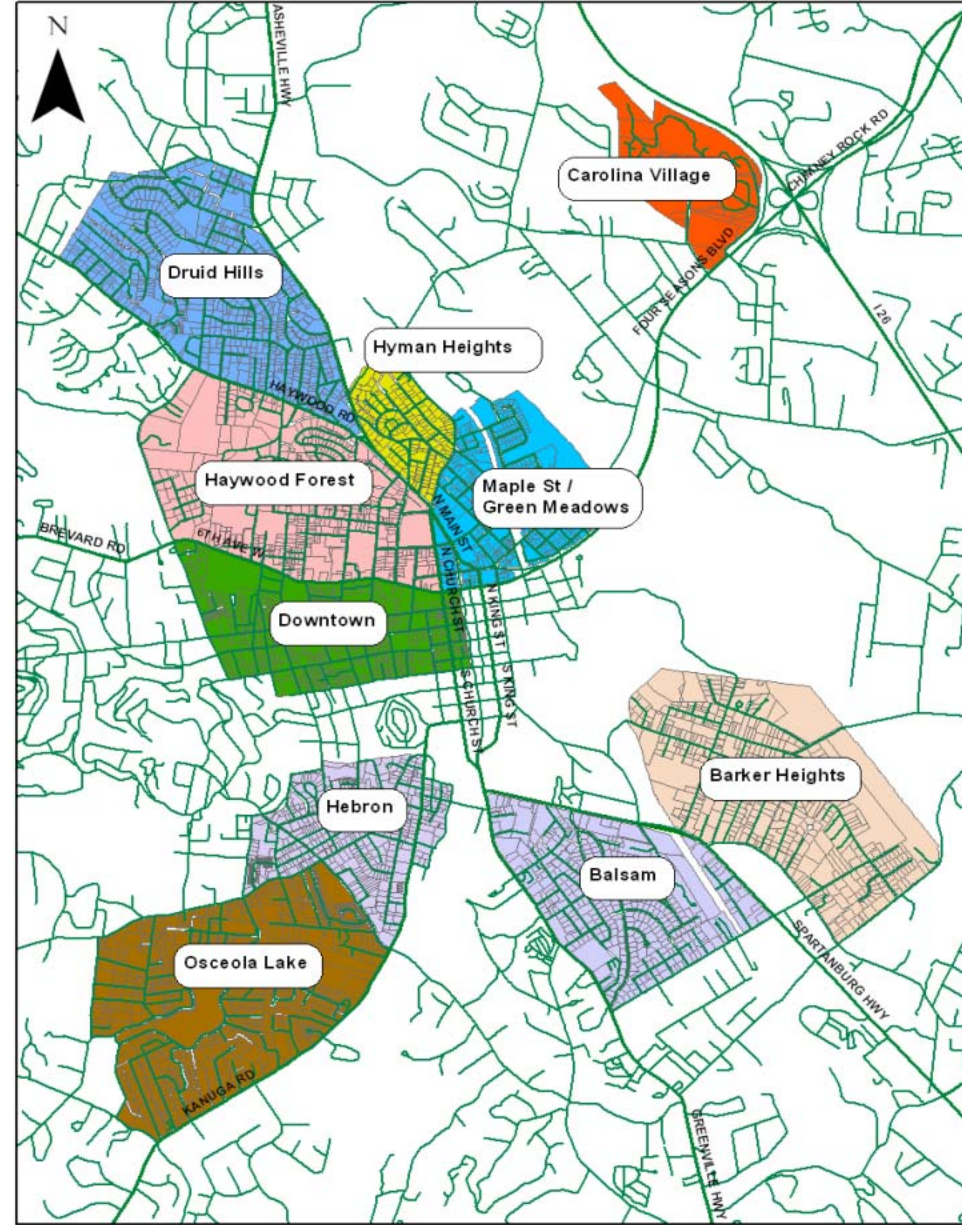 N
ASHEVILLE HWY
CHIMNEY ROCK RD
Carolina Village
FOUR SEASONS BLVD
I 26
Druid Hills
Hyman Heights
HAYWOOD RD
Haywood Forest
Maple St /
Green Meadows
N MAIN ST
BREVARD RD
6TH AVE W
N CHURCH ST
N KING ST
Downtown
S CHURCH ST
S KING ST
Barker Heights
Hebron
Balsam
Osceola Lake
SPARTANBURG HWY
KANUGA RD
GREENVILLE HWY